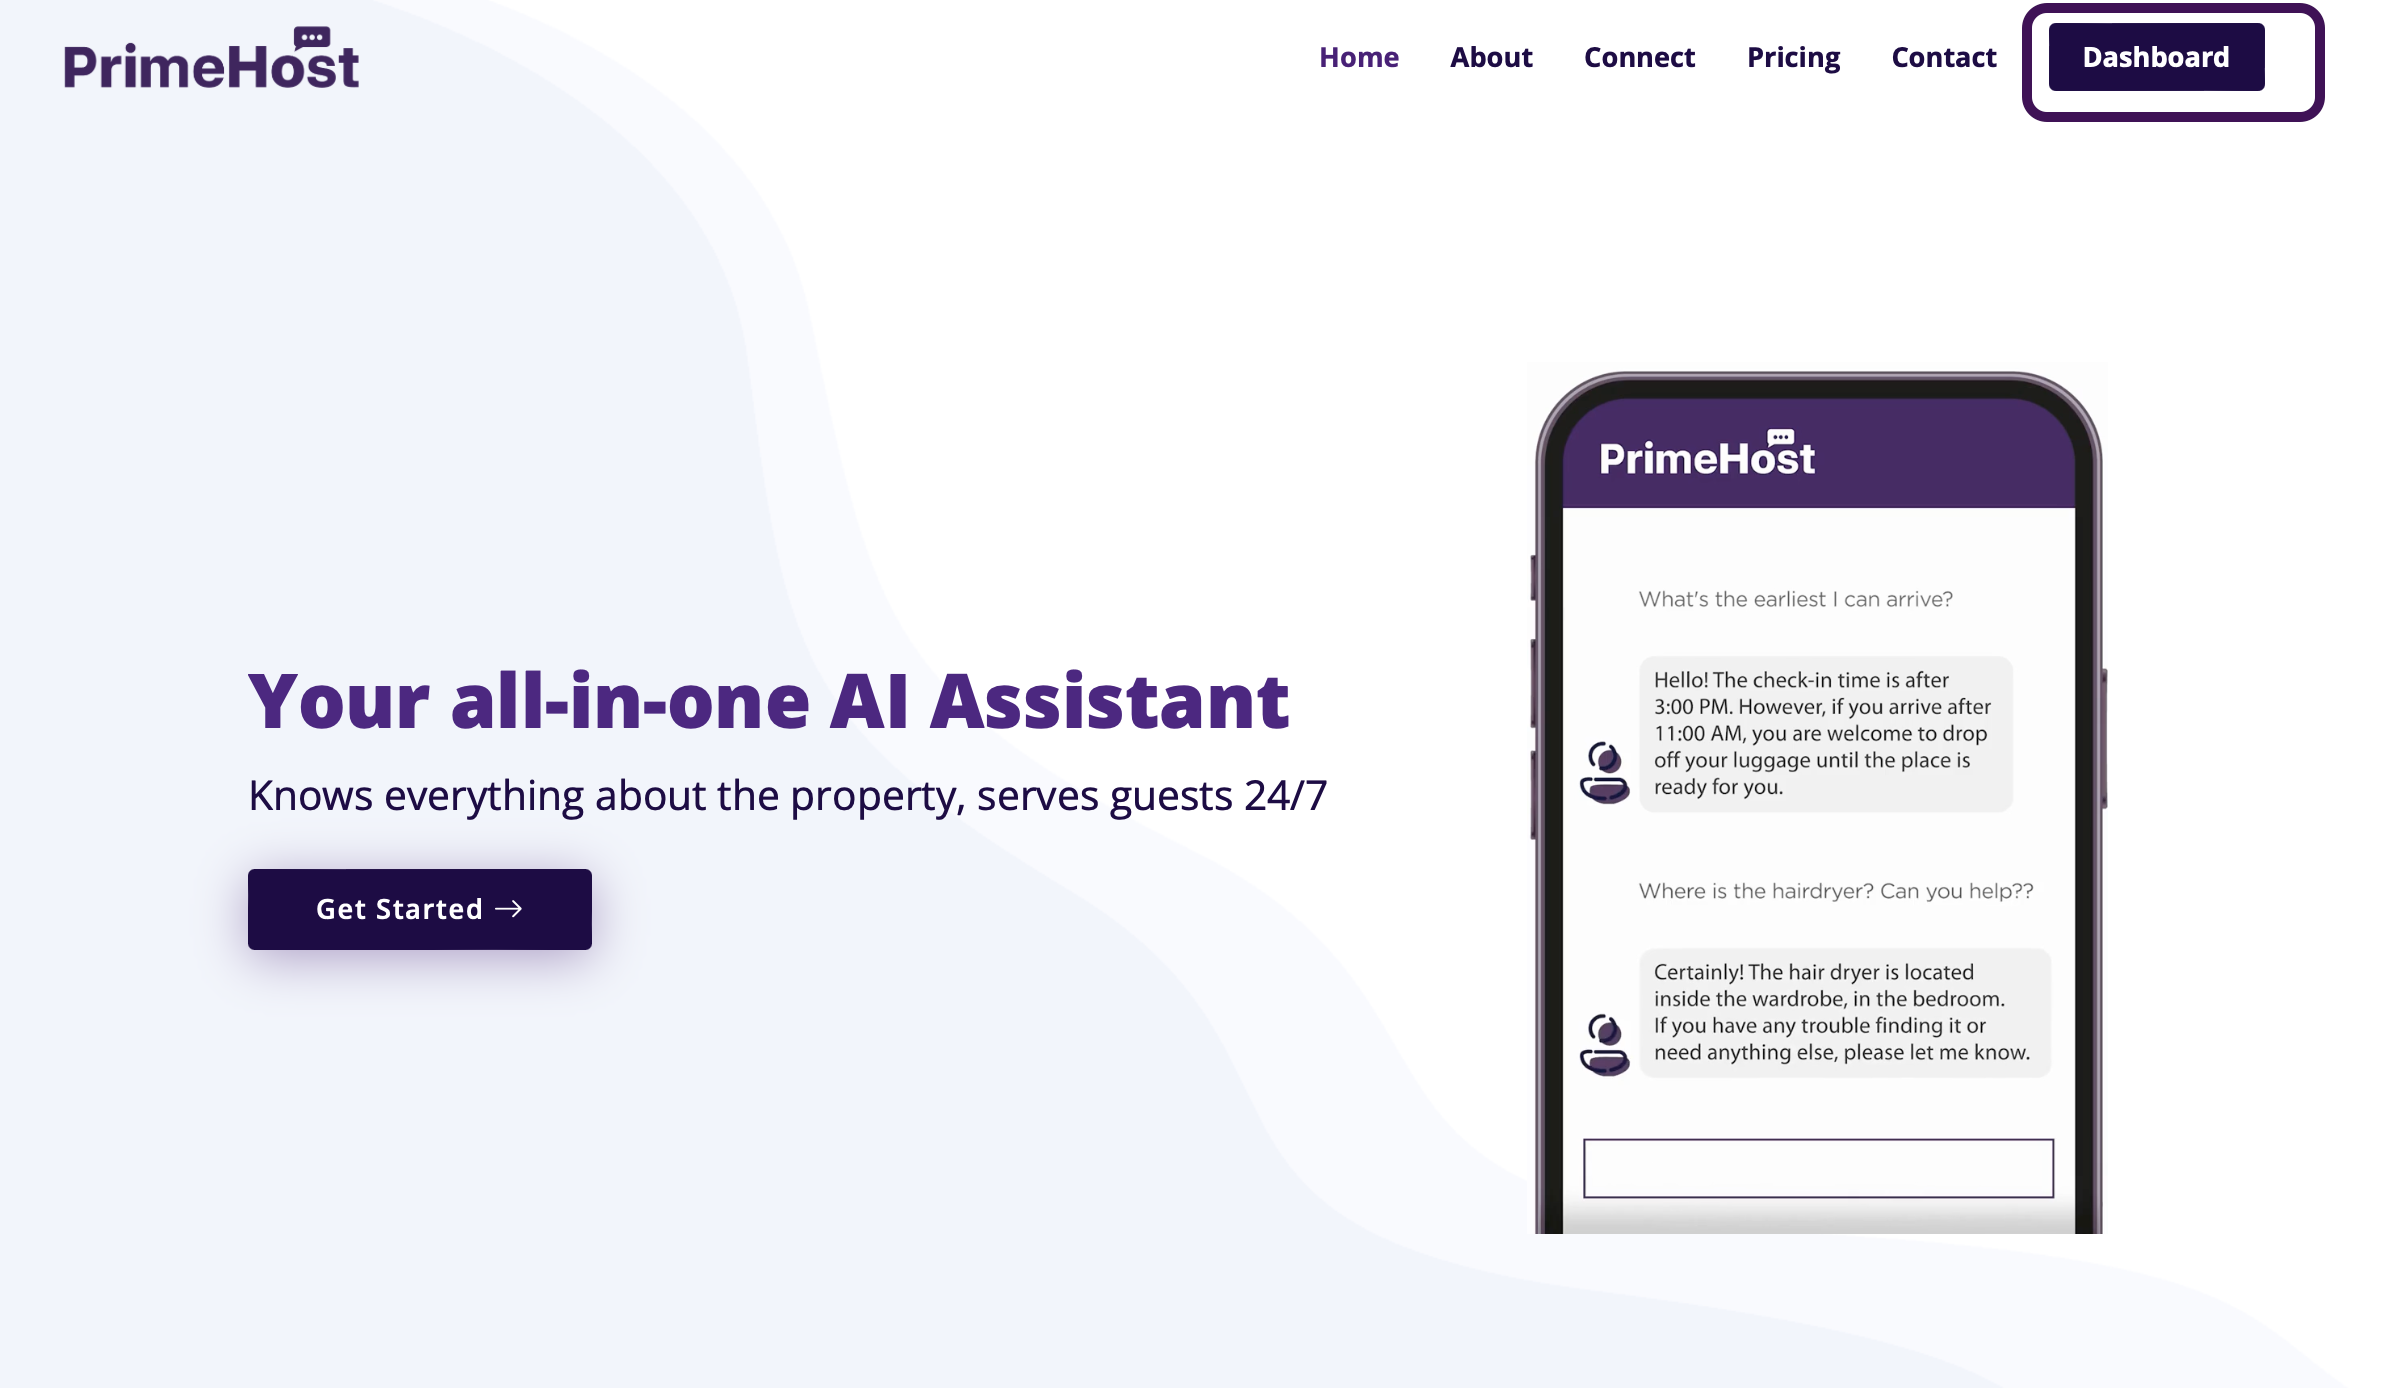 PrimeHost
Home About Connect Pricing Contact Dashboard
Your all-in-one AI Assistant
Knows everything about the property, serves guests 24/7
Get Started →
PrimeHost
What's the earliest I can arrive?
Hello! The check-in time is after
3:00 PM. However, if you arrive after
11:00 AM, you are welcome to drop
off your luggage until the place is
ready for you.
Where is the hairdryer? Can you help??
Certainly! The hair dryer is located
inside the wardrobe, in the bedroom.
If you have any trouble finding it or
need anything else, please let me know.